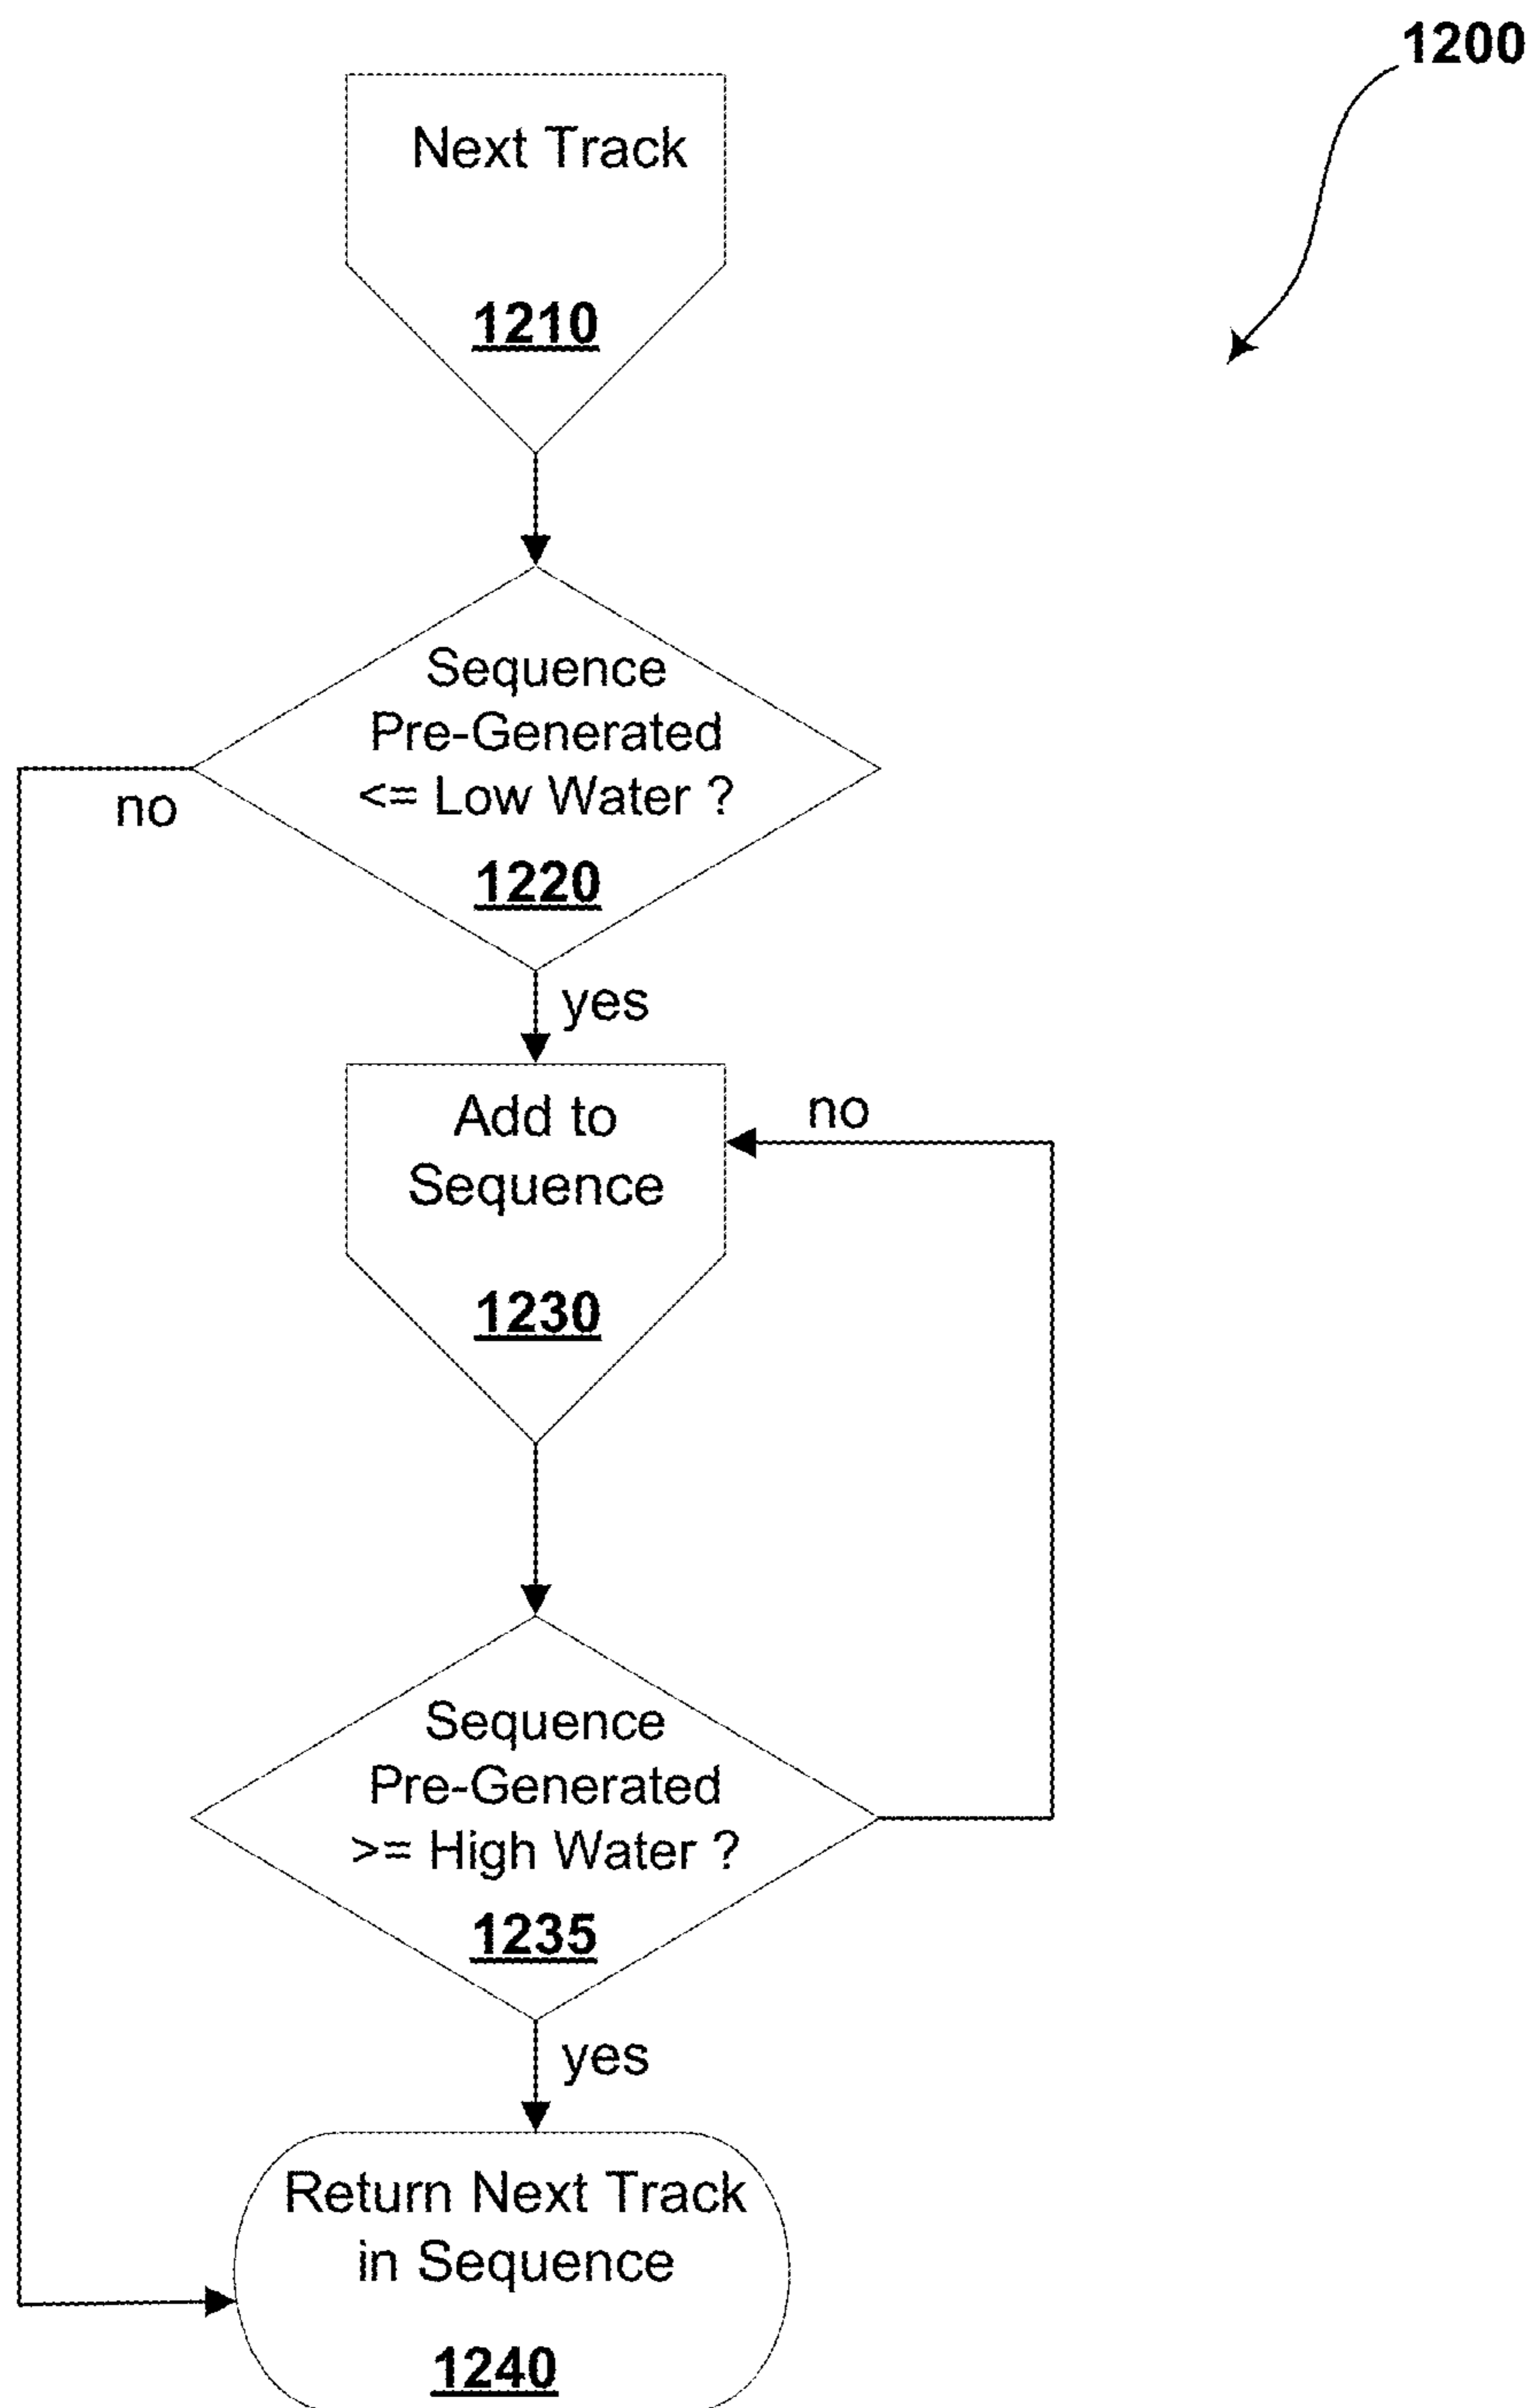 1200
Next Track
1210
Sequence
Pre-Generated
<= Low Water ?
1220
no
yes
Add to
Sequence
1230
no
Sequence
Pre-Generated
>= High Water ?
1235
yes
Return Next Track
in Sequence
1240